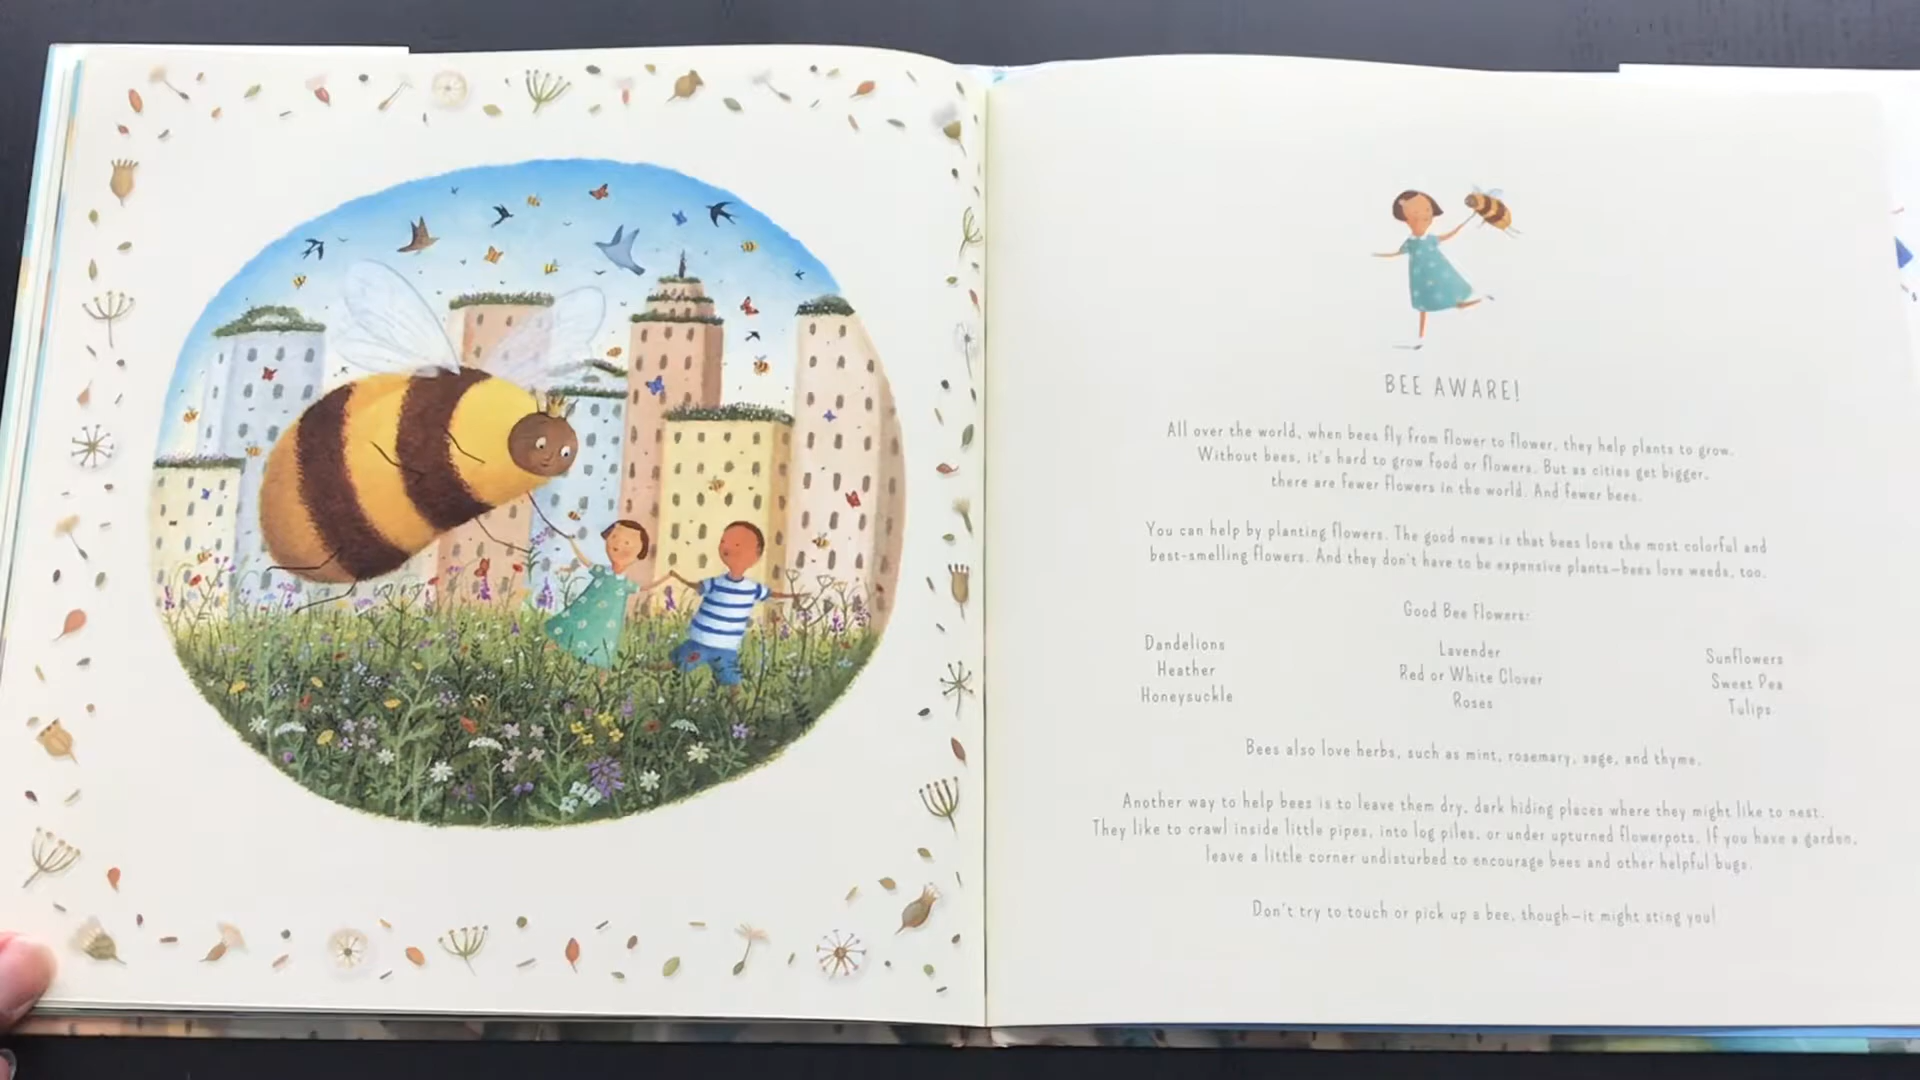 BEE AWARE!
All over the world, when bees fly from flower to flower, they help plants to grow.
Without bees, it's hard to grow food or flowers. But as cities get bigger,
there are fewer flowers in the world. And fewer bees.
You can help by planting flowers. The good news is that bees love the most colorful and
best-smelling flowers. And they don't have to be expensive plants—bees love weeds, too.
Good Bee Flowers:
Dandelions
Heather
Honeysuckle
Lavender
Red or White Clover
Roses
Sunflowers
Sweet Pea
Tulips
Bees also love herbs, such as mint, rosemary, sage, and thyme.
Another way to help bees is to leave them dry, dark hiding places where they might like to nest.
They like to crawl inside little pipes, into log piles, or under upturned flowerpots. If you have a garden,
leave a little corner undisturbed to encourage bees and other helpful bugs.
Don't try to touch or pick up a bee, though—it might sting you!